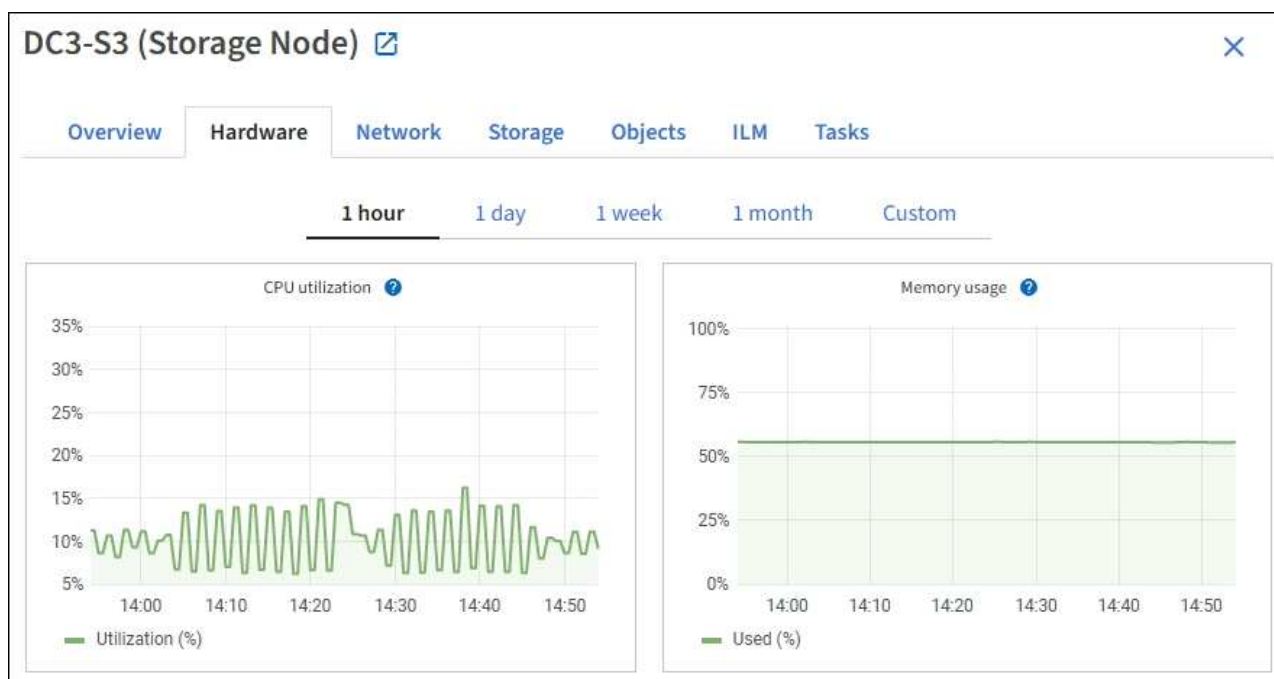 DC3-S3 (Storage Node)
Overview Hardware Network Storage Objects ILM Tasks
1 hour 1 day 1 week 1 month Custom
CPU utilization
35%
30%
25%
20%
15%
10%
5%
14:00 14:10 14:20 14:30 14:40 14:50
Utilization (%)
Memory usage
100%
75%
50%
25%
0%
14:00 14:10 14:20 14:30 14:40 14:50
Used (%)